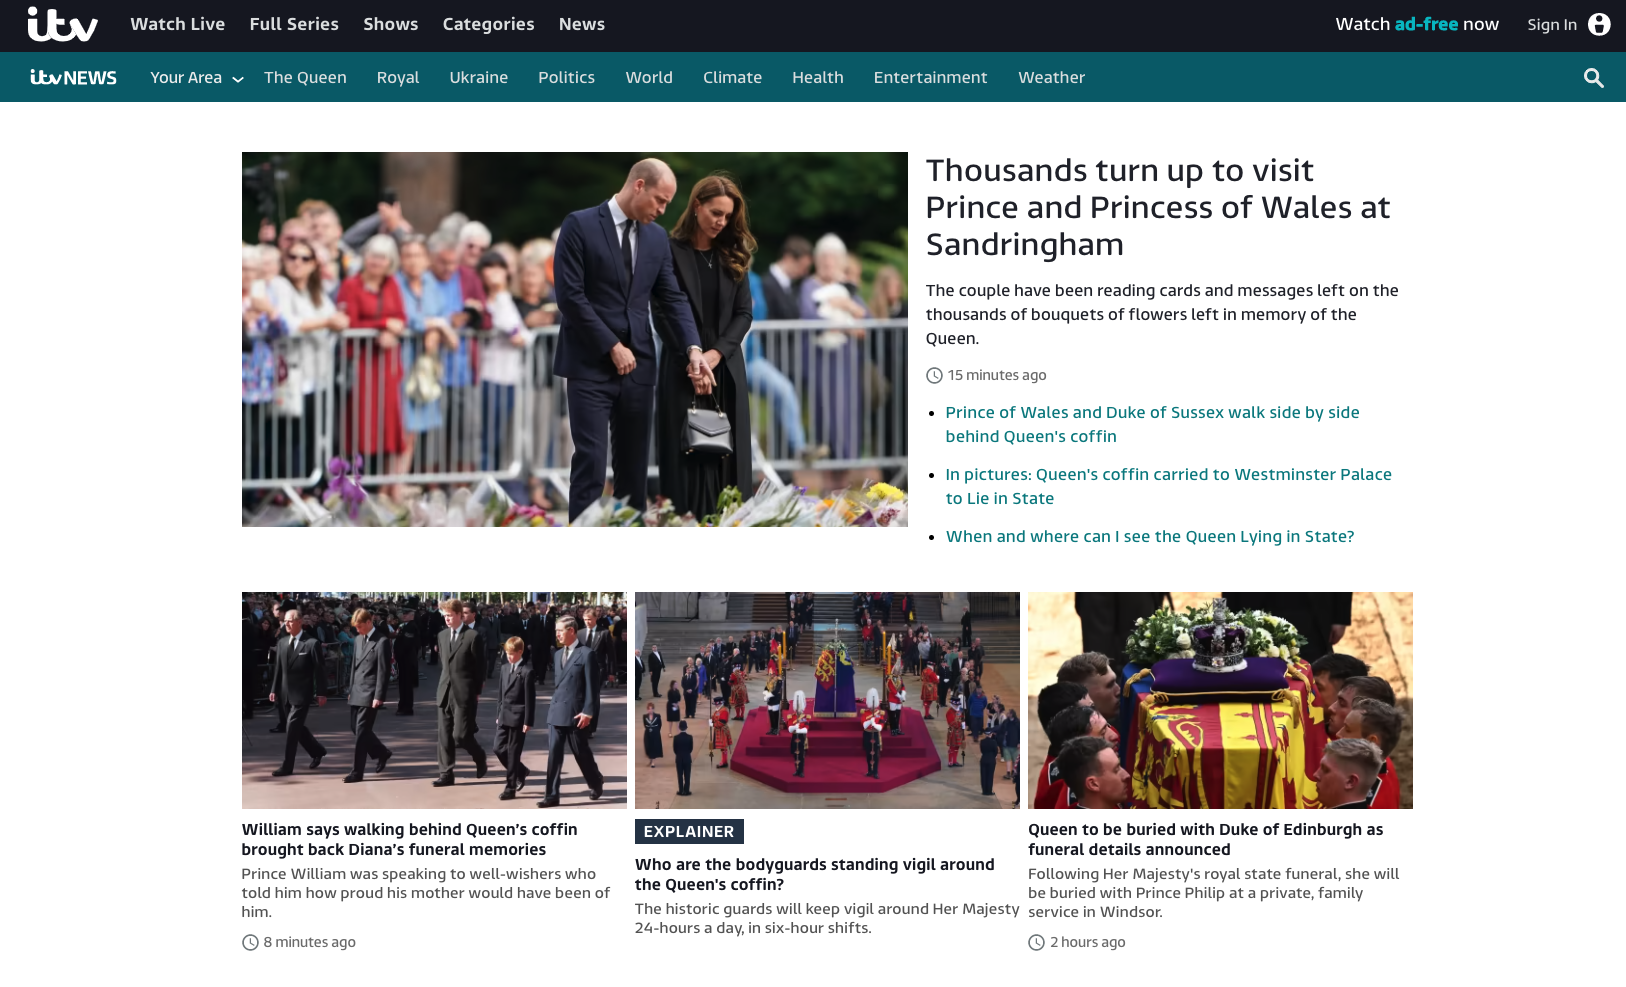 itv Watch Live Full Series Shows Categories News Watch ad-free now Sign In
itv NEWS Your Area The Queen Royal Ukraine Politics World Climate Health Entertainment Weather
Thousands turn up to visit
Prince and Princess of Wales at
Sandringham
The couple have been reading cards and messages left on the
thousands of bouquets of flowers left in memory of the
Queen.
15 minutes ago
• Prince of Wales and Duke of Sussex walk side by side
behind Queen's coffin
• In pictures: Queen's coffin carried to Westminster Palace
to Lie in State
• When and where can I see the Queen Lying in State?
William says walking behind Queen's coffin
brought back Diana’s funeral memories
Prince William was speaking to well-wishers who
told him how proud his mother would have been of
him.
8 minutes ago
EXPLAINER
Who are the bodyguards standing vigil around
the Queen's coffin?
The historic guards will keep vigil around Her Majesty
24-hours a day, in six-hour shifts.
Queen to be buried with Duke of Edinburgh as
funeral details announced
Following Her Majesty's royal state funeral, she will
be buried with Prince Philip at a private, family
service in Windsor.
2 hours ago